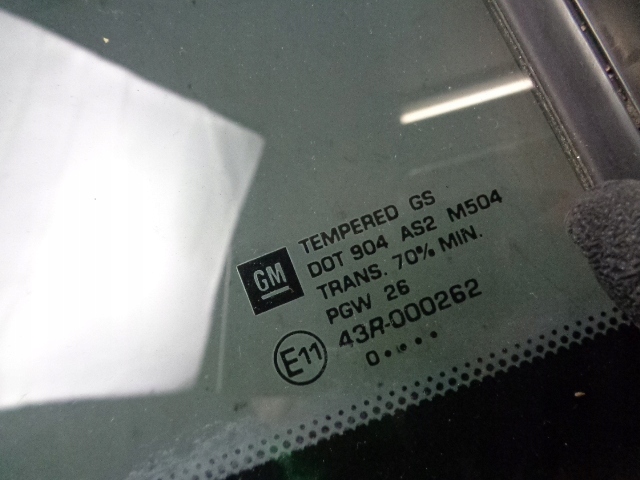 GM
TEMPERED GS
DOT 904 AS2 M504
TRANS. 70% MIN.
PGW 26
E11
43R-000262
0••••